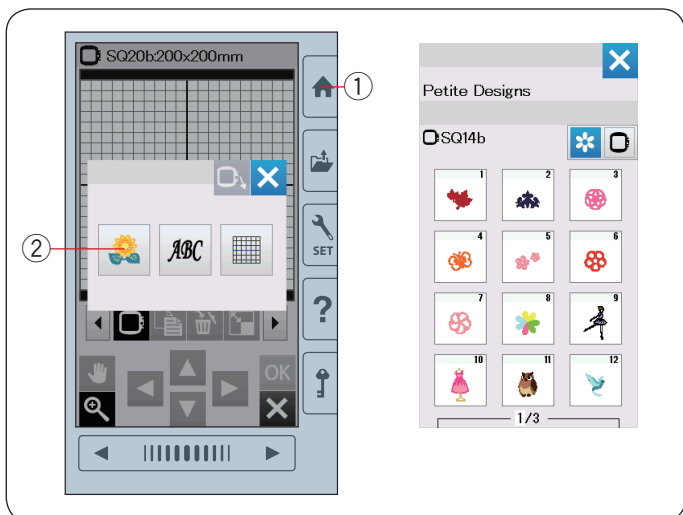 SQ20b:200x200mm
1
ABC
2
SET
?
OK
Petite Designs
SQ14b
1 2 3
4 5 6
7 8 9
10 11 12
1/3